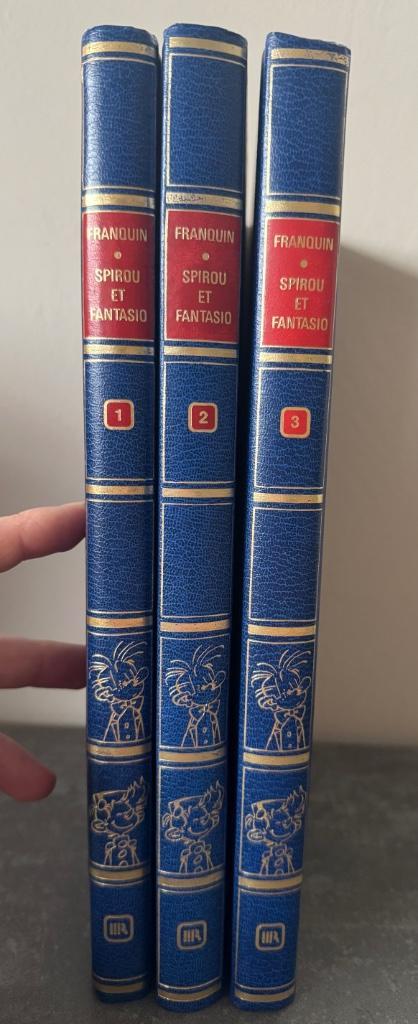 FRANQUIN
SPIROU
ET
FANTASIO
1
FRANQUIN
SPIROU
ET
FANTASIO
2
FRANQUIN
SPIROU
ET
FANTASIO
3